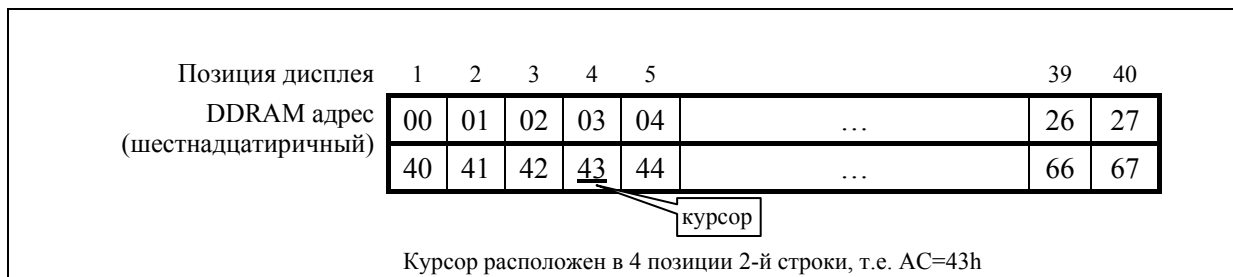 Позиция дисплея 1 2 3 4 5 39 40
DDRAM адрес
(шестнадцатиричный)
00 01 02 03 04 … 26 27
40 41 42 43 44 … 66 67
курсор
Курсор расположен в 4 позиции 2-й строки, т.е. AC=43h